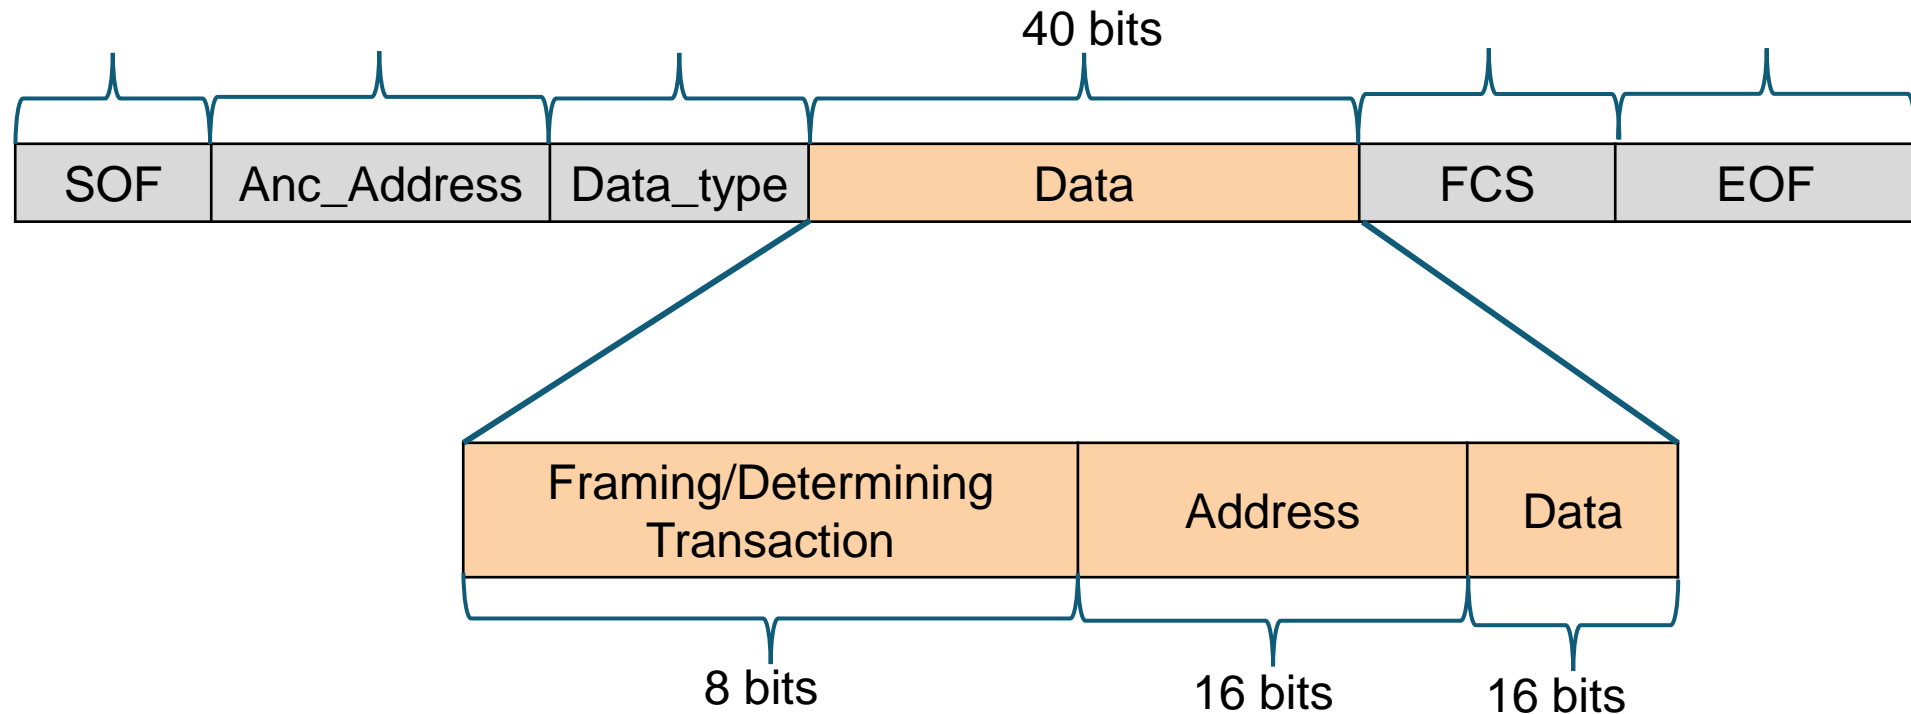 40 bits
SOF
Anc_Address
Data_type
Data
FCS
EOF
Framing/Determining
Transaction
Address
Data
8 bits
16 bits
16 bits